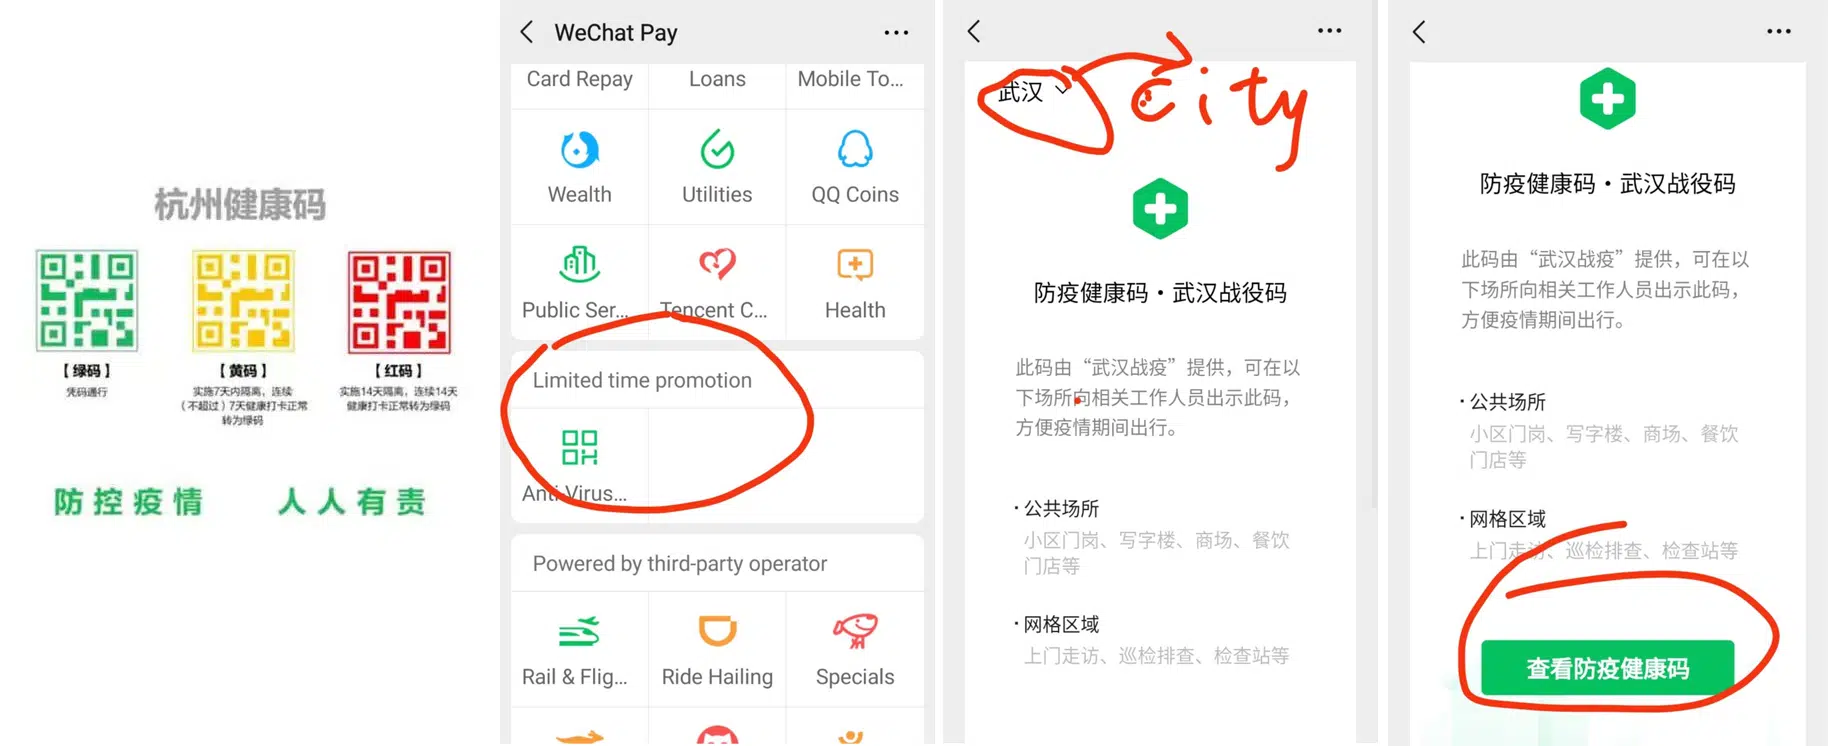 杭州健康码
【绿码】
凭码通行
【黄码】
实施7天内隔离，连续
（不超过）7天健康打卡正常
转为绿码
【红码】
实施14天隔离，连续14天
健康打卡正常转为绿码
防控疫情 人人有责
WeChat Pay
Card Repay
Loans
Mobile To...
Wealth
Utilities
QQ Coins
Public Ser...
Tencent C...
Health
Limited time promotion
Anti Virus...
Powered by third-party operator
Rail & Flig...
Ride Hailing
Specials
武汉
city
防疫健康码·武汉战役码
此码由“武汉战疫”提供，可在以
下场所向相关工作人员出示此码，
方便疫情期间出行。
·公共场所
小区门岗、写字楼、商场、餐饮
门店等
·网格区域
上门走访、巡检排查、检查站等
防疫健康码·武汉战役码
此码由“武汉战疫”提供，可在以
下场所向相关工作人员出示此码，
方便疫情期间出行。
·公共场所
小区门岗、写字楼、商场、餐饮
门店等
·网格区域
上门走访、巡检排查、检查站等
查看防疫健康码